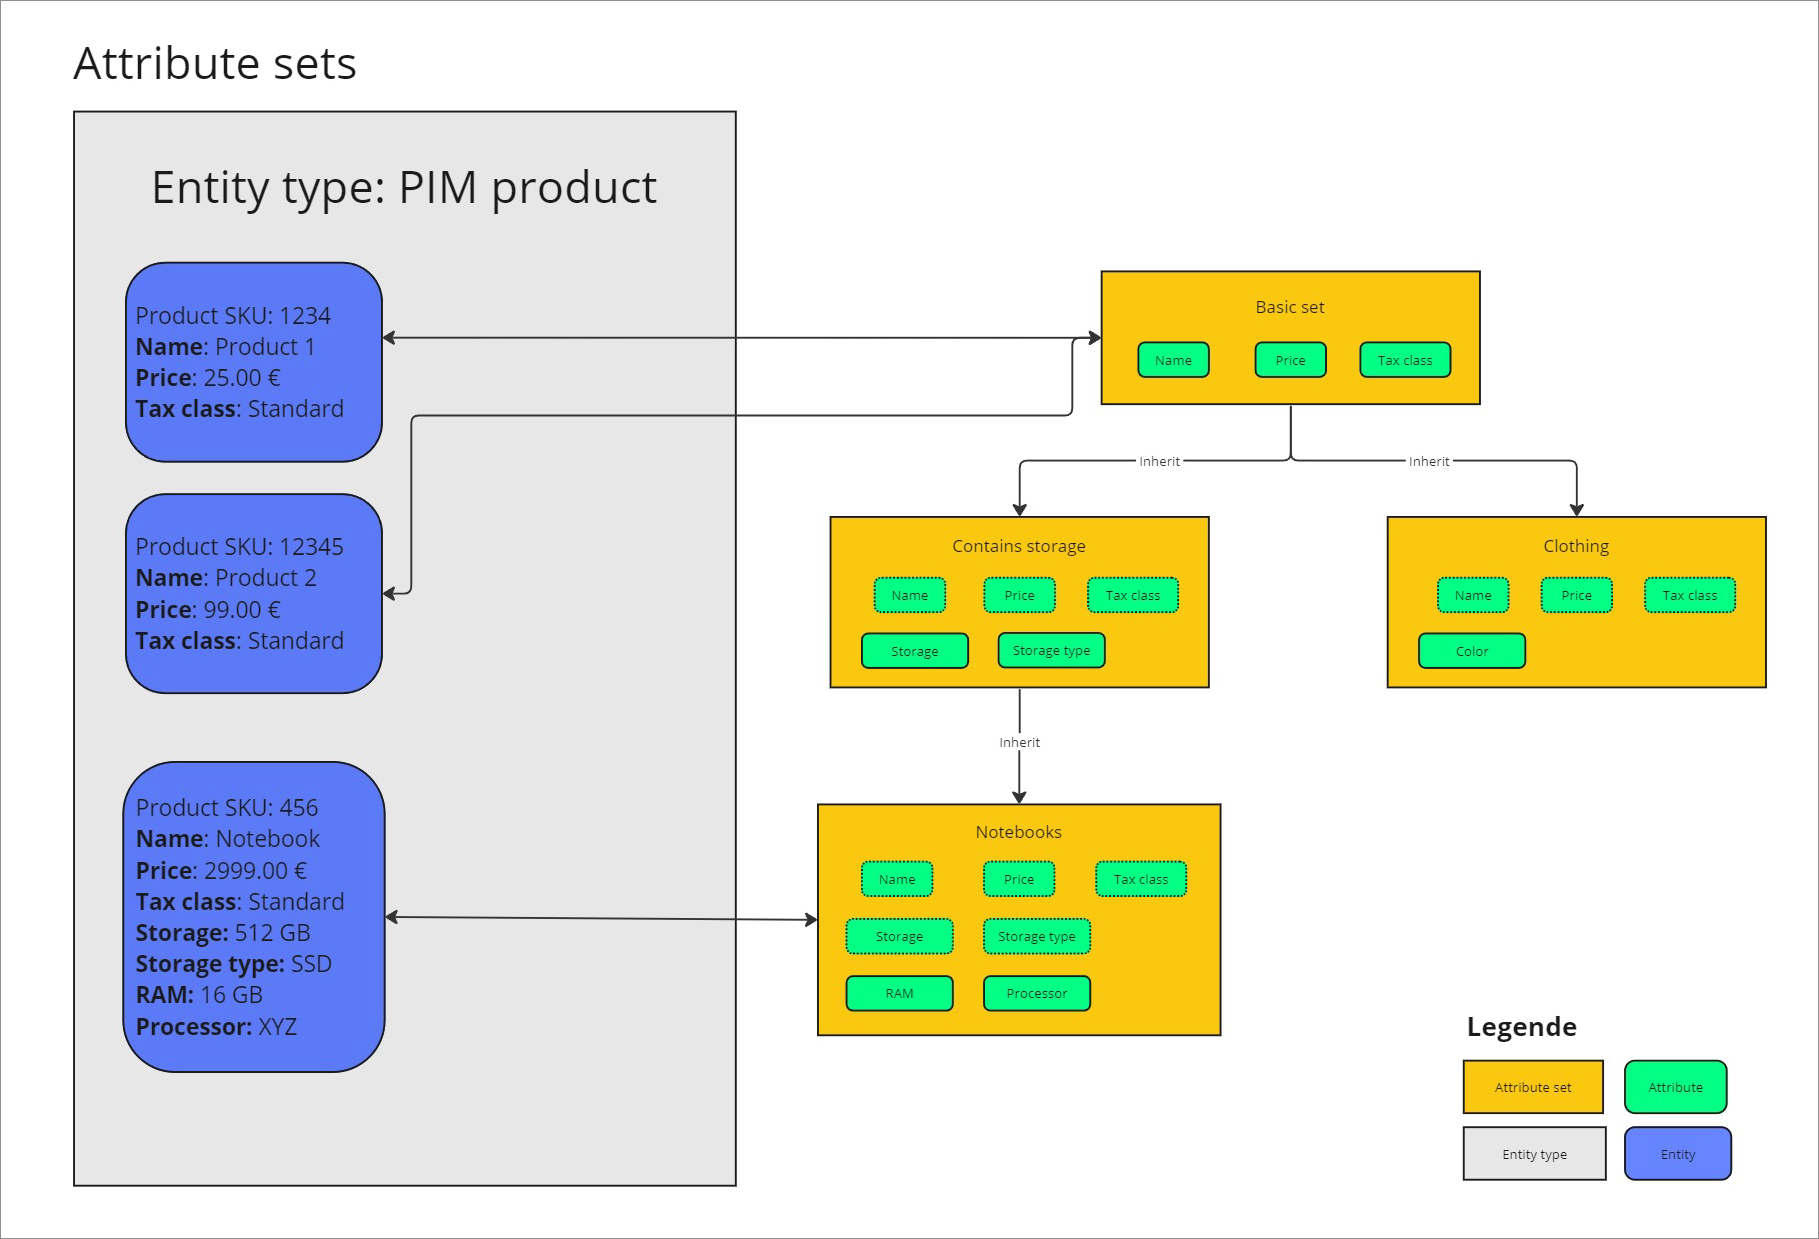 Attribute sets
Entity type: PIM product
Product SKU: 1234
Name: Product 1
Price: 25.00 €
Tax class: Standard
Product SKU: 12345
Name: Product 2
Price: 99.00 €
Tax class: Standard
Product SKU: 456
Name: Notebook
Price: 2999.00 €
Tax class: Standard
Storage: 512 GB
Storage type: SSD
RAM: 16 GB
Processor: XYZ
Basic set
Name Price Tax class
Inherit Inherit
Contains storage
Name Price Tax class
Storage Storage type
Clothing
Name Price Tax class
Color
Inherit
Notebooks
Name Price Tax class
Storage Storage type
RAM Processor
Legende
Attribute set Attribute
Entity type Entity